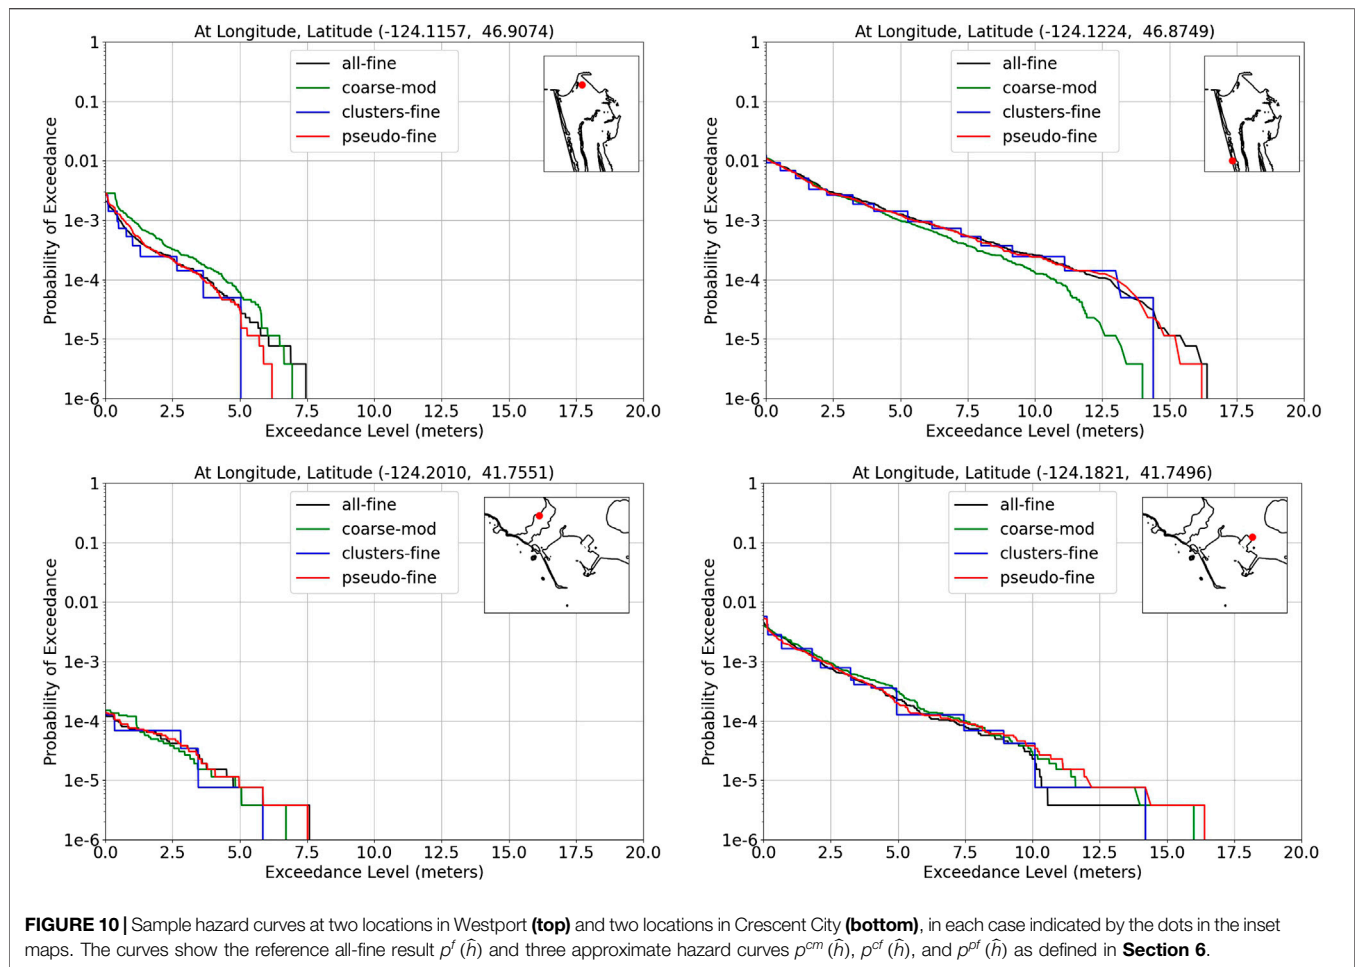 At Longitude, Latitude (-124.1157, 46.9074)
1
0.1
0.01
1e-3
1e-4
1e-5
1e-6
Probability of Exceedance
all-fine
coarse-mod
clusters-fine
pseudo-fine
0.0 2.5 5.0 7.5 10.0 12.5 15.0 17.5 20.0
Exceedance Level (meters)
At Longitude, Latitude (-124.1224, 46.8749)
1
0.1
0.01
1e-3
1e-4
1e-5
1e-6
Probability of Exceedance
all-fine
coarse-mod
clusters-fine
pseudo-fine
0.0 2.5 5.0 7.5 10.0 12.5 15.0 17.5 20.0
Exceedance Level (meters)
At Longitude, Latitude (-124.2010, 41.7551)
1
0.1
0.01
1e-3
1e-4
1e-5
1e-6
Probability of Exceedance
all-fine
coarse-mod
clusters-fine
pseudo-fine
0.0 2.5 5.0 7.5 10.0 12.5 15.0 17.5 20.0
Exceedance Level (meters)
At Longitude, Latitude (-124.1821, 41.7496)
1
0.1
0.01
1e-3
1e-4
1e-5
1e-6
Probability of Exceedance
all-fine
coarse-mod
clusters-fine
pseudo-fine
0.0 2.5 5.0 7.5 10.0 12.5 15.0 17.5 20.0
Exceedance Level (meters)
FIGURE 10 | Sample hazard curves at two locations in Westport (top) and two locations in Crescent City (bottom), in each case indicated by the dots in the inset
maps. The curves show the reference all-fine result p^f (ĥ) and three approximate hazard curves p^cm (ĥ), p^cf (ĥ), and p^pf (ĥ) as defined in Section 6.